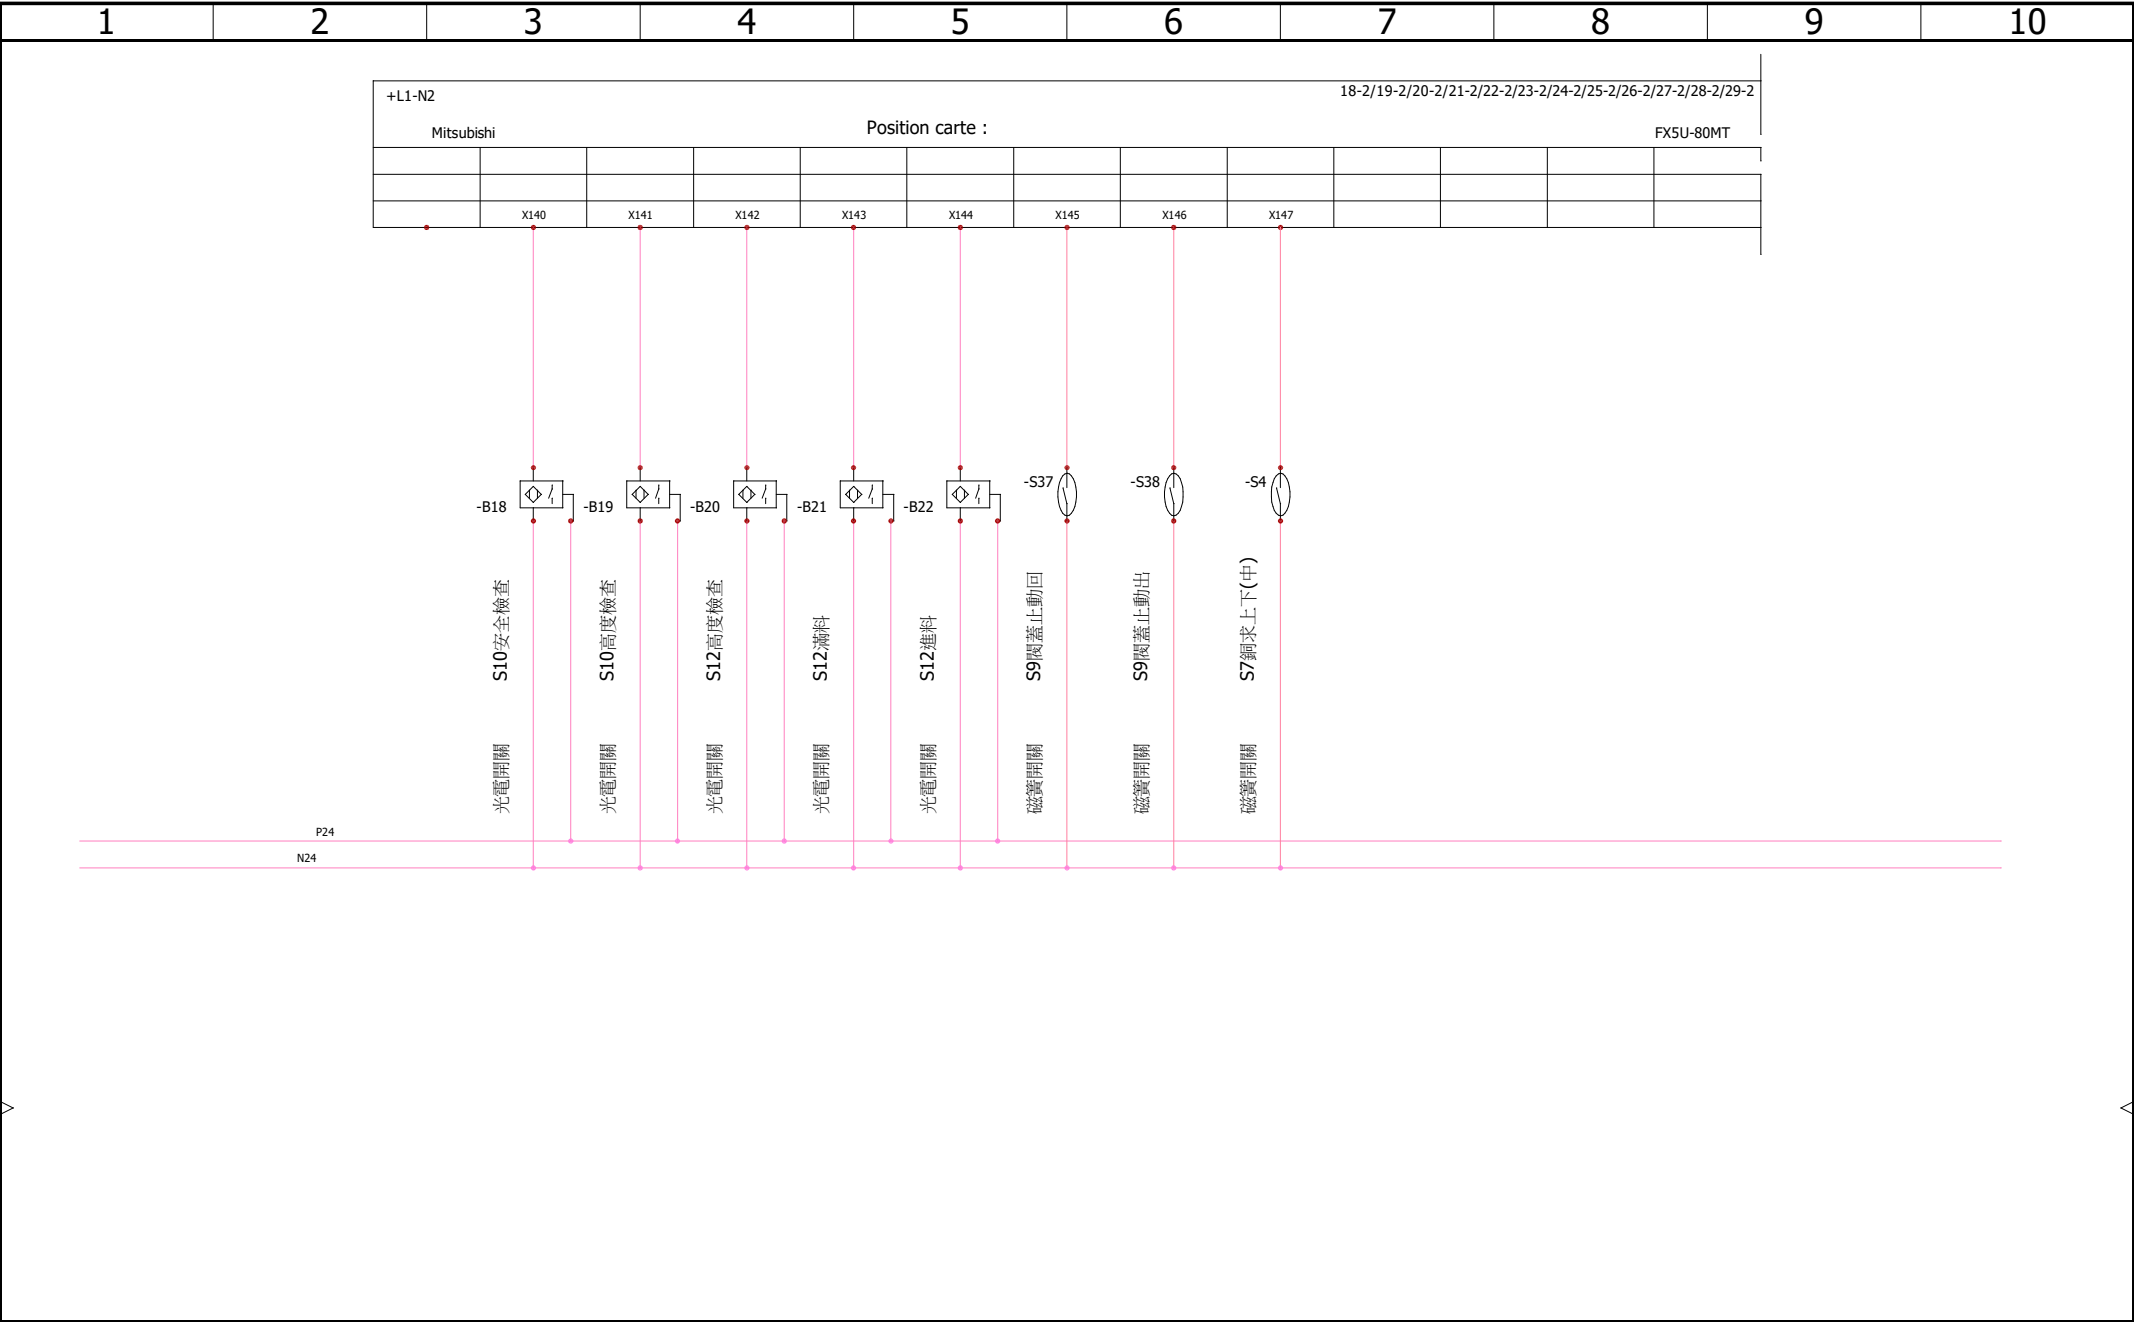 1 2 3 4 5 6 7 8 9 10
+L1-N2 18-2/19-2/20-2/21-2/22-2/23-2/24-2/25-2/26-2/27-2/28-2/29-2
Mitsubishi Position carte : FX5U-80MT
X140 X141 X142 X143 X144 X145 X146 X147
-S37 -S38 -S4
-B18 -B19 -B20 -B21 -B22
S10安全檢查
S10高度檢查
S12高度檢查
S12滿料
S12進料
S9閥蓋止動回
S9閥蓋止動出
S7銅求上下(中)
光電開關
光電開關
光電開關
光電開關
光電開關
磁簧開關
磁簧開關
磁簧開關
P24
N24